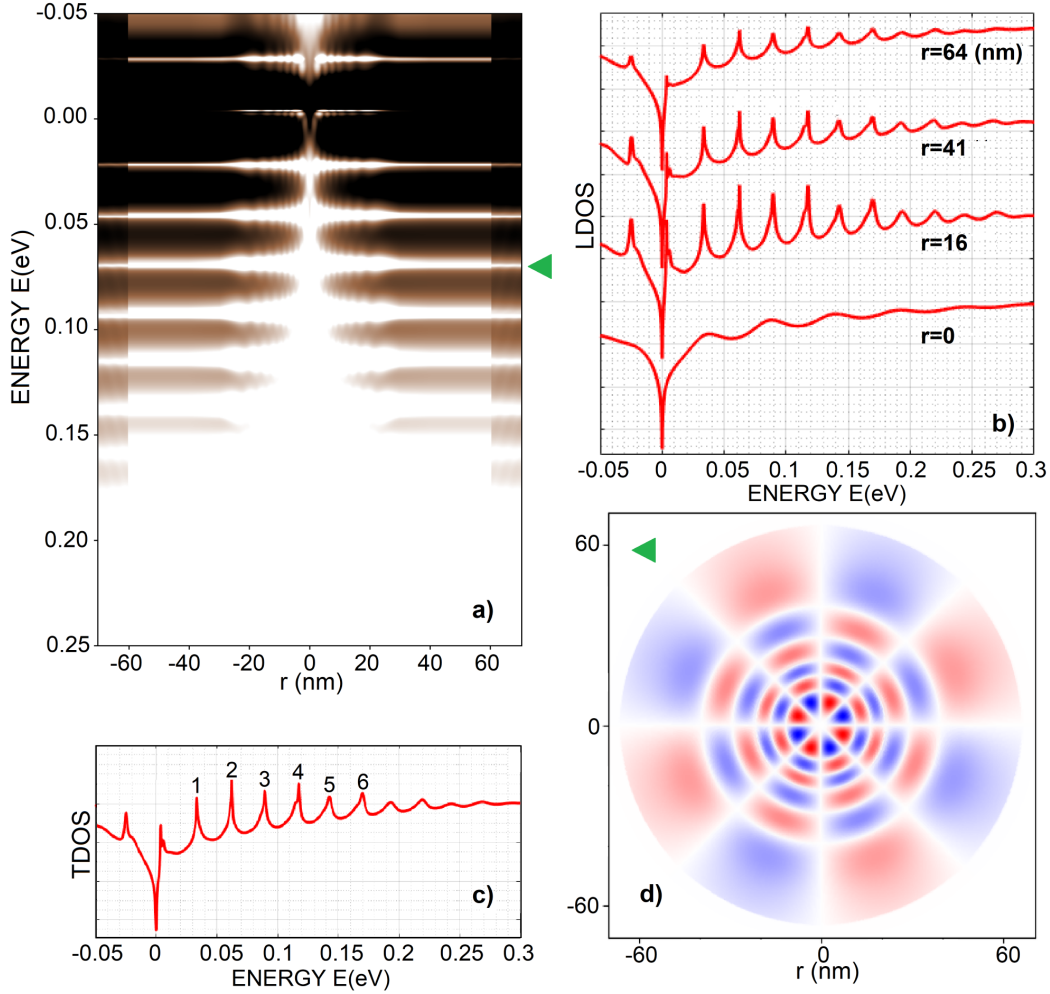 -0.05
0.00
0.05
0.10
0.15
0.20
0.25
ENERGY E(eV)
a)
-60 -40 -20 0 20 40 60
r (nm)
LDOS
r=64 (nm)
r=41
r=16
r=0
b)
-0.05 0 0.05 0.1 0.15 0.2 0.25 0.3
ENERGY E(eV)
TDOS
1 2 3 4 5 6
c)
-0.05 0 0.05 0.1 0.15 0.2 0.25 0.3
ENERGY E(eV)
60
0
-60
d)
-60 0 60
r (nm)